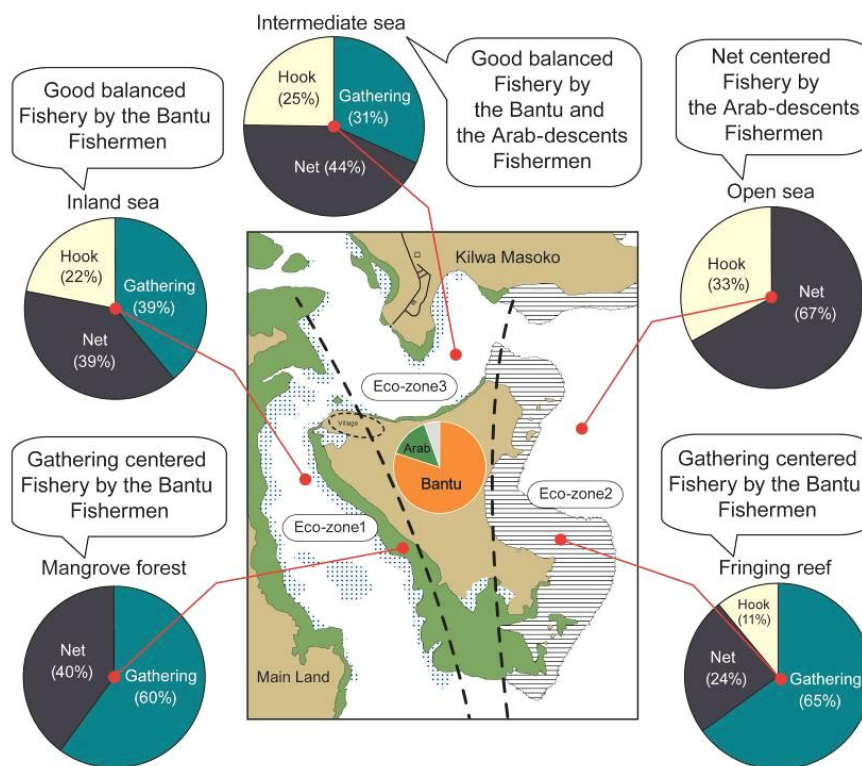 Intermediate sea
Hook
(25%)
Gathering
(31%)
Net (44%)
Good balanced
Fishery by
the Bantu and
the Arab-descents
Fishermen
Good balanced
Fishery by the Bantu
Fishermen
Inland sea
Hook
(22%)
Gathering
(39%)
Net
(39%)
Net centered
Fishery by
the Arab-descents
Fishermen
Open sea
Hook
(33%)
Net
(67%)
Kilwa Masoko
Eco-zone3
Village
Arab
Bantu
Eco-zone2
Eco-zone1
Main Land
Gathering centered
Fishery by the Bantu
Fishermen
Mangrove forest
Net
(40%)
Gathering
(60%)
Gathering centered
Fishery by the Bantu
Fishermen
Fringing reef
Hook
(11%)
Net
(24%)
Gathering
(65%)